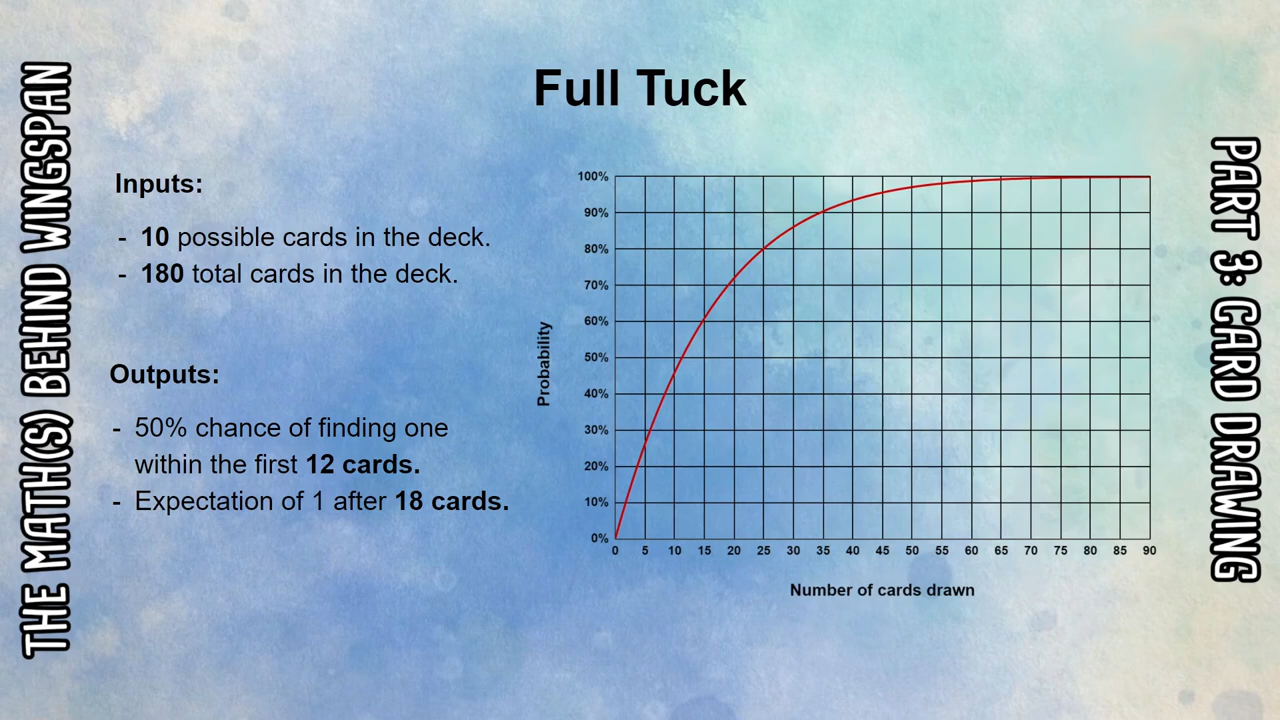 THE MATH(S) BEHIND WINGSPAN
Full Tuck
Inputs:
- 10 possible cards in the deck.
- 180 total cards in the deck.
Outputs:
- 50% chance of finding one
within the first 12 cards.
- Expectation of 1 after 18 cards.
Probability
100%
90%
80%
70%
60%
50%
40%
30%
20%
10%
0%
0 5 10 15 20 25 30 35 40 45 50 55 60 65 70 75 80 85 90
Number of cards drawn
PART 3: CARD DRAWING